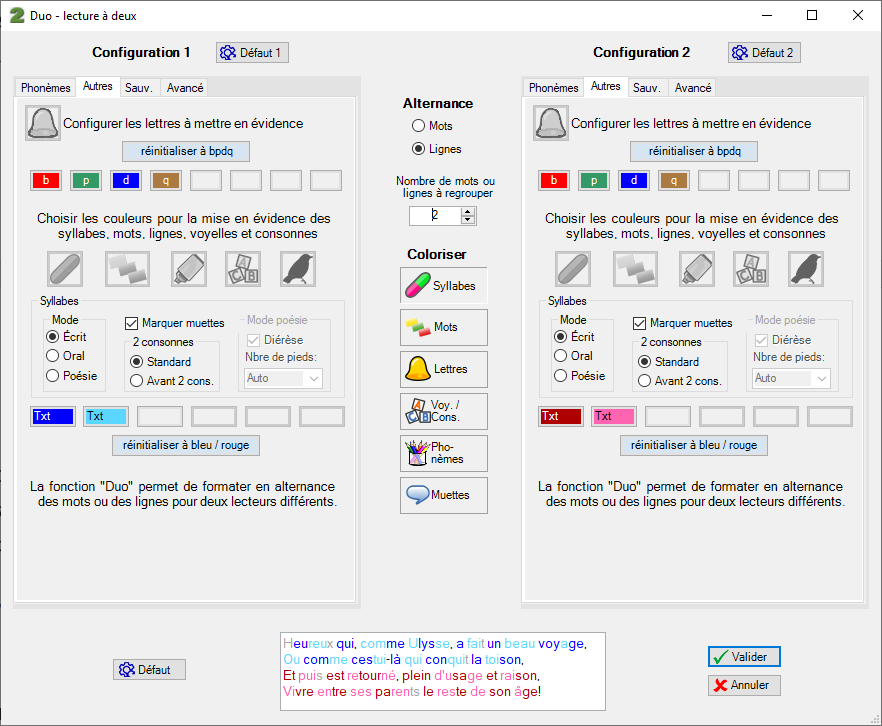 Duo - lecture à deux
Configuration 1
Défaut 1
Configuration 2
Défaut 2
Phonèmes Autres Sauv. Avancé
Configurer les lettres à mettre en évidence
réinitialiser à bpdq
b p d q
Choisir les couleurs pour la mise en évidence des
syllabes, mots, lignes, voyelles et consonnes
Syllabes
Mode
Écrit
Oral
Poésie
Marquer muettes
2 consonnes
Standard
Avant 2 cons.
Mode poésie
Diérèse
Nbre de pieds:
Auto
Txt Txt
réinitialiser à bleu / rouge
La fonction "Duo" permet de formater en alternance
des mots ou des lignes pour deux lecteurs différents.
Alternance
Mots
Lignes
Nombre de mots ou
lignes à regrouper
2
Coloriser
Syllabes
Mots
Lettres
Voy. /
Cons.
Pho-
nèmes
Muettes
Phonèmes Autres Sauv. Avancé
Configurer les lettres à mettre en évidence
réinitialiser à bpdq
b p d q
Choisir les couleurs pour la mise en évidence des
syllabes, mots, lignes, voyelles et consonnes
Syllabes
Mode
Écrit
Oral
Poésie
Marquer muettes
2 consonnes
Standard
Avant 2 cons.
Mode poésie
Diérèse
Nbre de pieds:
Auto
Txt Txt
réinitialiser à bleu / rouge
La fonction "Duo" permet de formater en alternance
des mots ou des lignes pour deux lecteurs différents.
Défaut
Heureux qui, comme Ulysse, a fait un beau voyage,
Ou comme cestui-là qui conquit la toison,
Et puis est retourné, plein d'usage et raison,
Vivre entre ses parents le reste de son âge!
Valider
Annuler